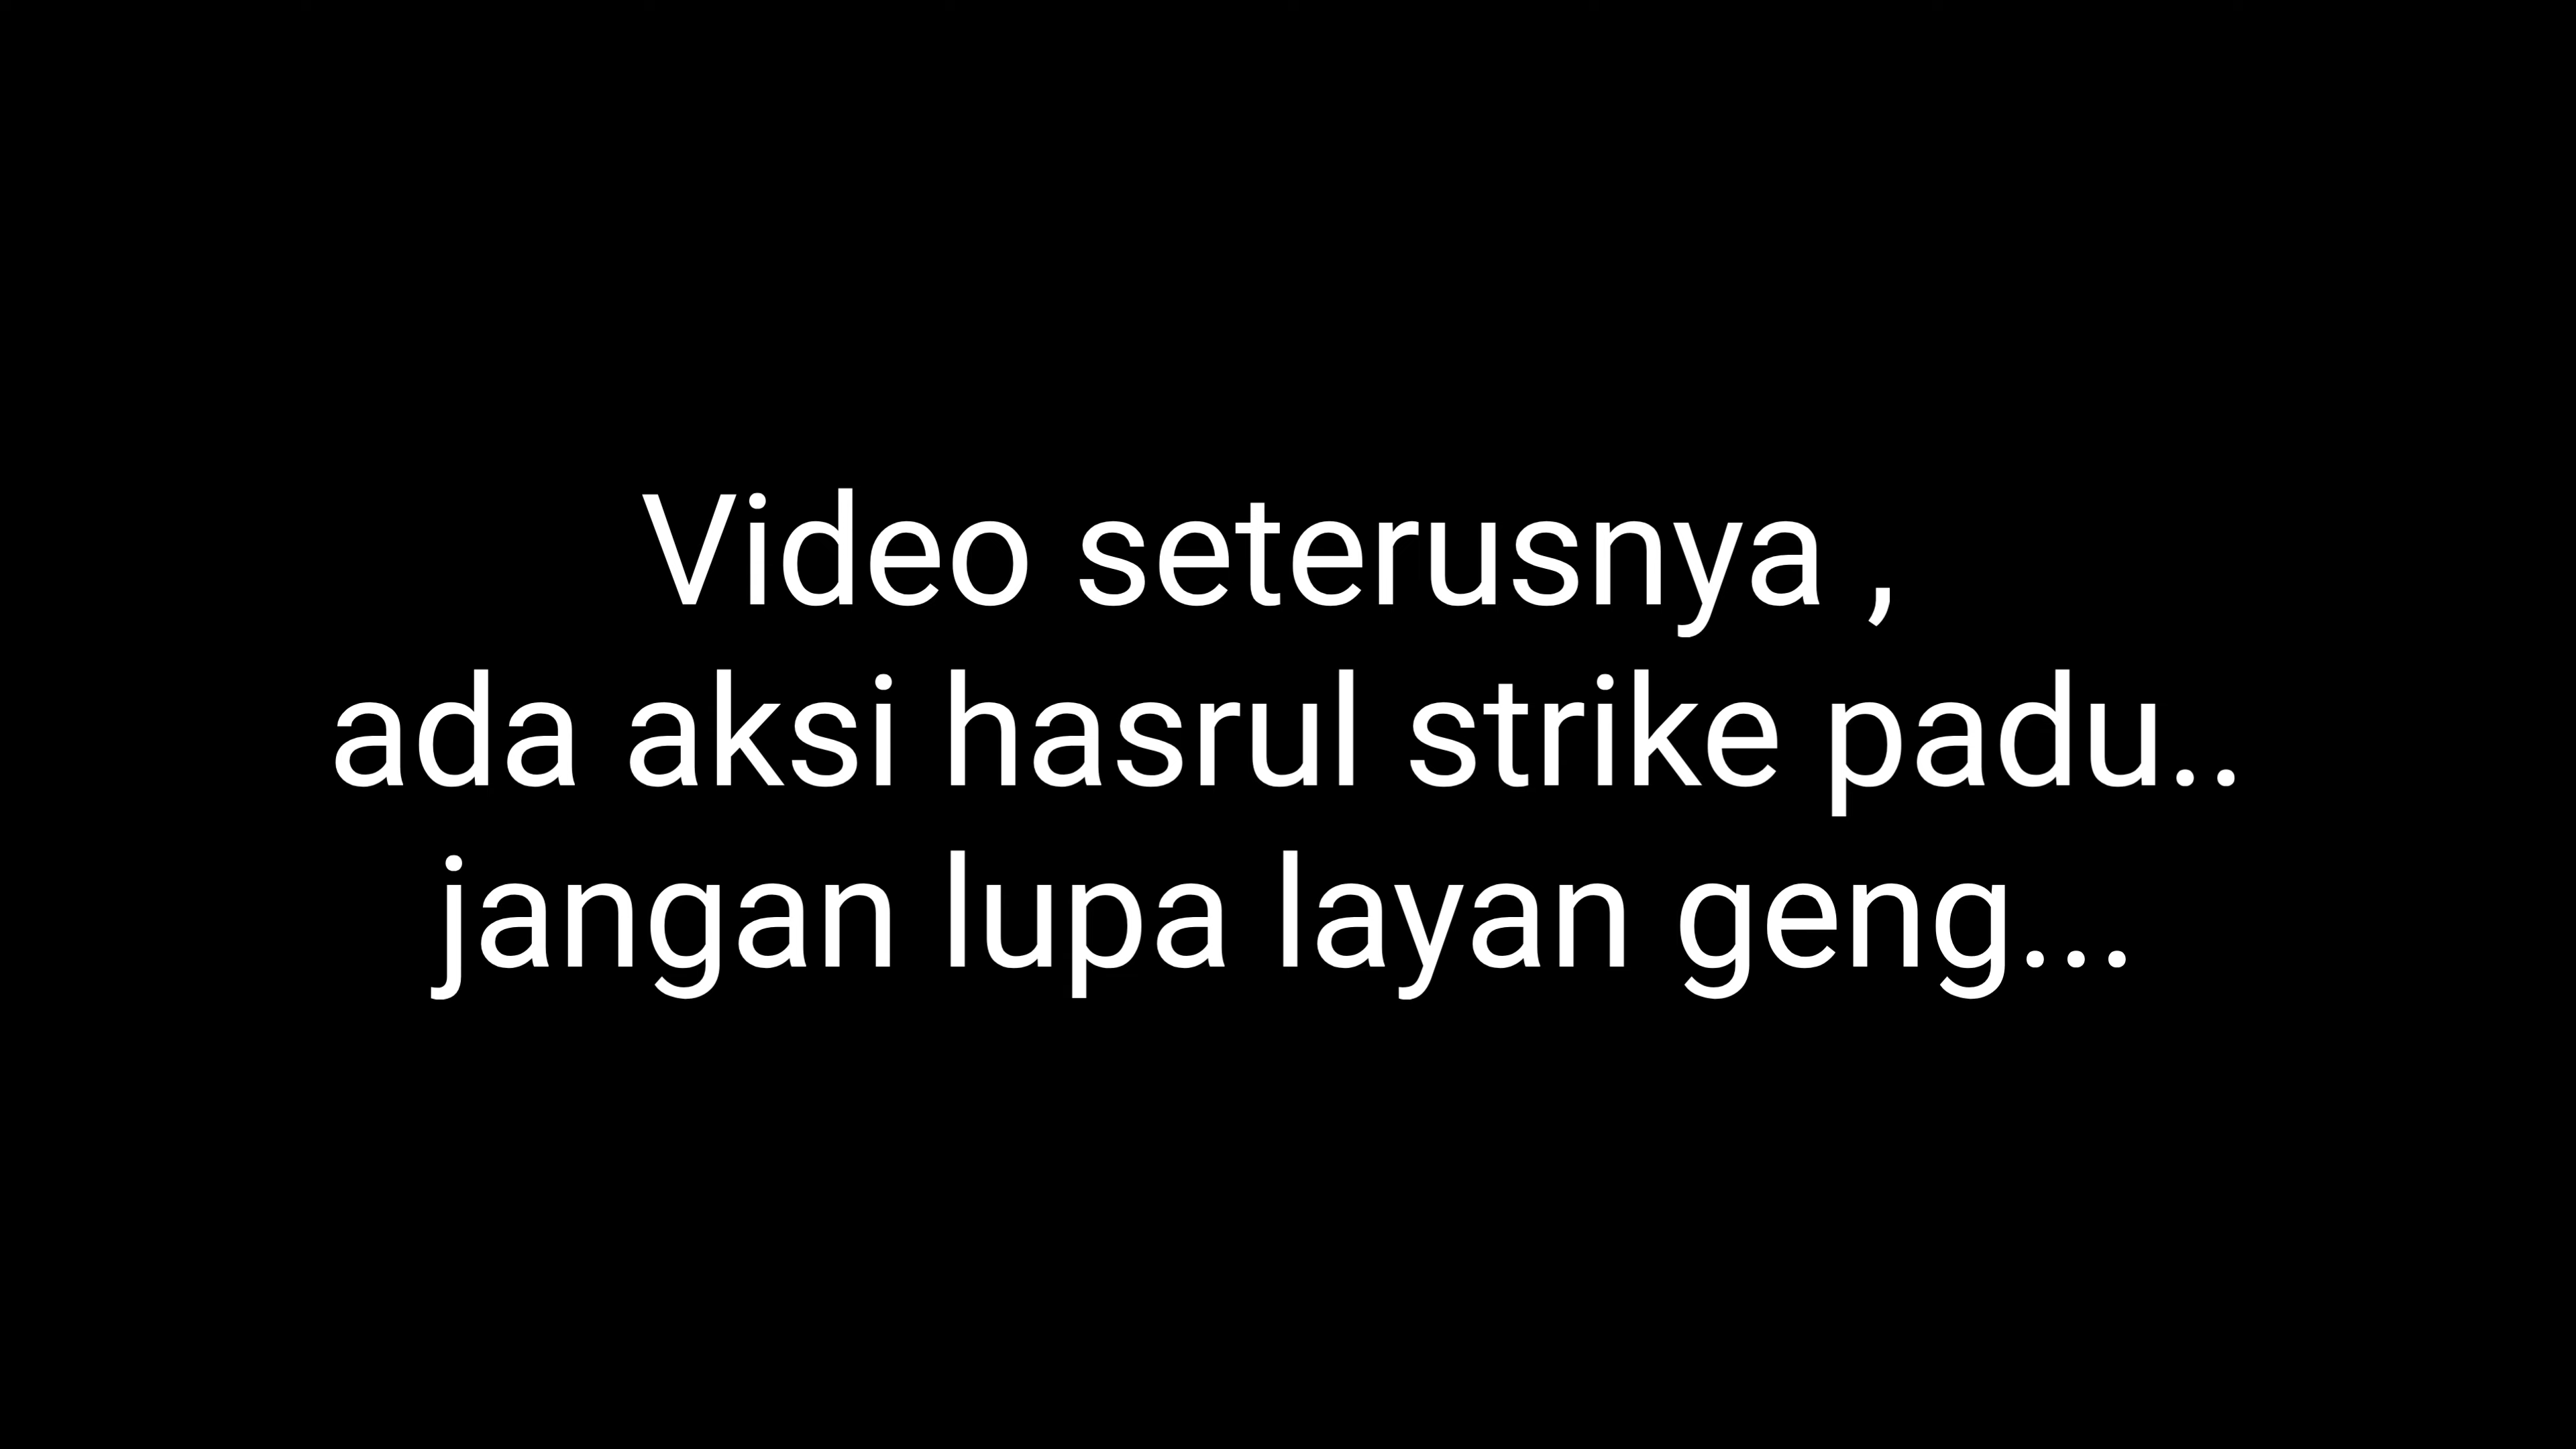 Video seterusnya ,
ada aksi hasrul strike padu..
jangan lupa layan geng...